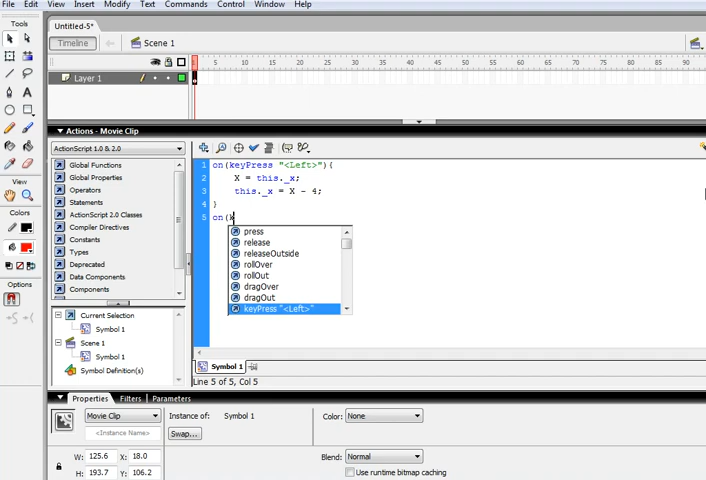 File Edit View Insert Modify Text Commands Control Window Help
Tools
View
Colors
Options
Untitled-5*
Timeline
Scene 1
5 10 15 20 25 30 35 40 45 50 55 60 65 70 75 80 85 90
Layer 1
Actions - Movie Clip
ActionScript 1.0 & 2.0
Global Functions
Global Properties
Operators
Statements
ActionScript 2.0 Classes
Compiler Directives
Constants
Types
Deprecated
Data Components
Components
Current Selection
Symbol 1
Scene 1
Symbol 1
Symbol Definition(s)
1 on(keyPress "<Left>"){
2 X = this._x;
3 this._x = X - 4;
4 }
5 on(k
press
release
releaseOutside
rollOver
rollOut
dragOver
dragOut
keyPress "<Left>"
Symbol 1
Line 5 of 5, Col 5
Properties Filters Parameters
Movie Clip
<Instance Name>
Instance of: Symbol 1
Swap...
Color: None
Blend: Normal
Use runtime bitmap caching
W: 125.6 X: 18.0
H: 193.7 Y: 106.2